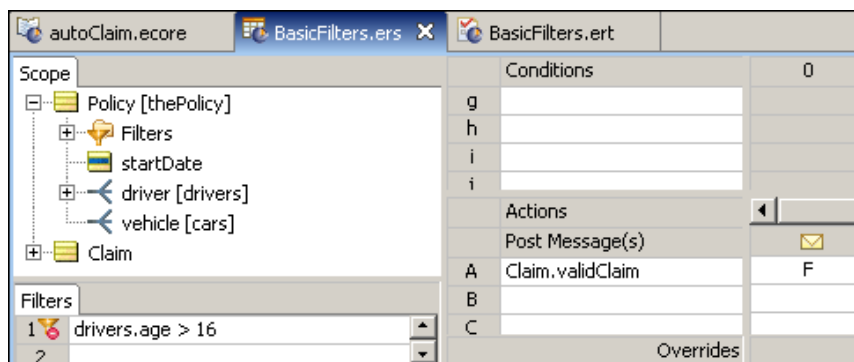 autoClaim.ecore BasicFilters.ers BasicFilters.ert
Scope
Policy [thePolicy]
Filters
startDate
driver [drivers]
vehicle [cars]
Claim
Filters
1 drivers.age > 16
2
Conditions 0
g
h
i
Actions
Post Message(s)
A Claim.validClaim F
B
C
Overrides